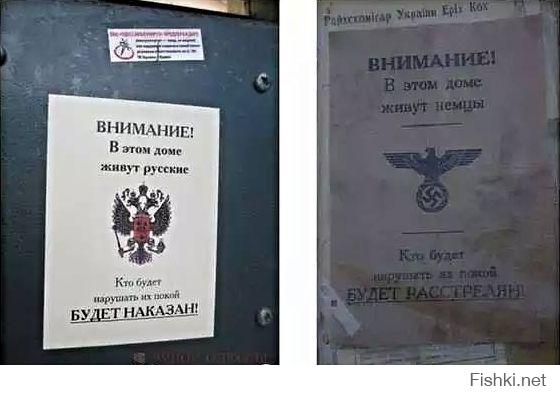 ВНИМАНИЕ!
В этом доме
живут русские
Кто будет
нарушать их покой
БУДЕТ НАКАЗАН!
Райхскомісар України Еріх Кох
ВНИМАНИЕ!
В этом доме
живут немцы
Кто будет
нарушать их покой
БУДЕТ РАССТРЕЛЯН!
Fishki.net